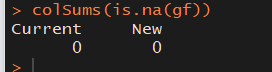 > colSums(is.na(gf))
Current     New
      0       0
>